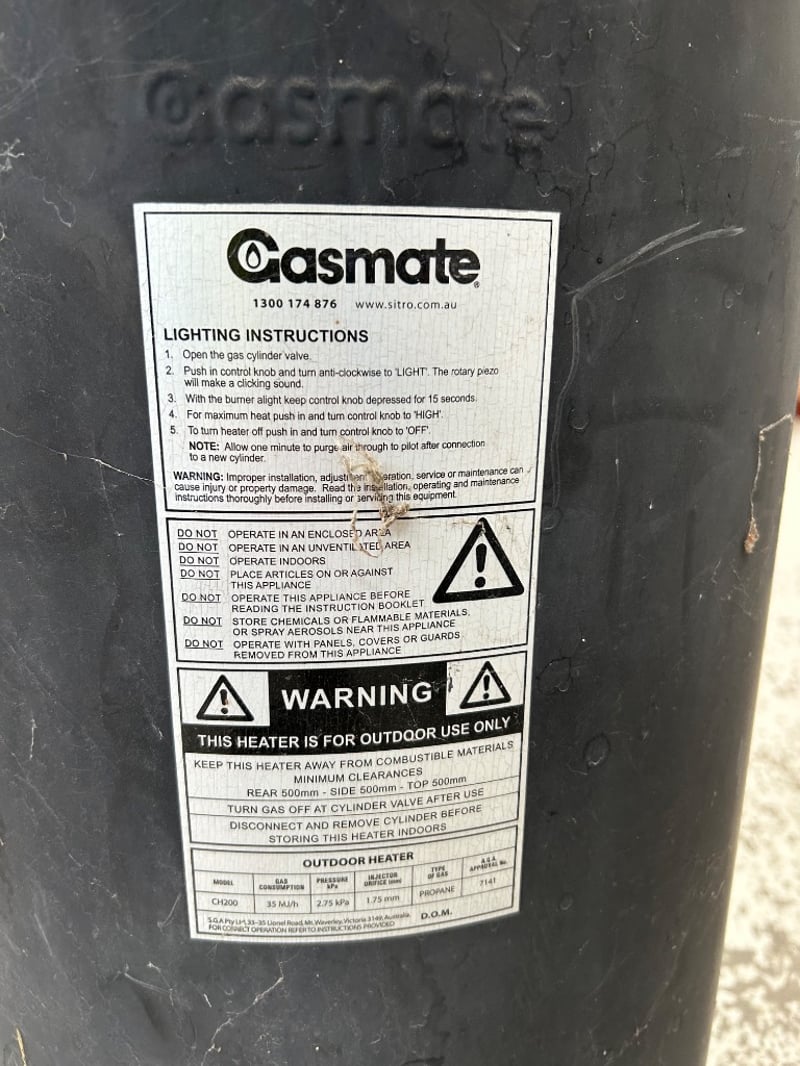 Gasmate
Gasmate
1300 174 876 www.sitro.com.au
LIGHTING INSTRUCTIONS
1. Open the gas cylinder valve.
2. Push in control knob and turn anti-clockwise to 'LIGHT'. The rotary piezo
will make a clicking sound.
3. With the burner alight keep control knob depressed for 15 seconds.
4. For maximum heat push in and turn control knob to 'HIGH'.
5. To turn heater off push in and turn control knob to 'OFF'.
NOTE: Allow one minute to purge air through to pilot after connection
to a new cylinder.
WARNING: Improper installation, service or maintenance can
cause injury or property damage. Read the installation, operating and maintenance
instructions thoroughly before installing or servicing this equipment.
DO NOT OPERATE IN AN ENCLOSED AREA
DO NOT OPERATE IN AN UNVENTILATED AREA
DO NOT OPERATE INDOORS
DO NOT PLACE ARTICLES ON OR AGAINST
THIS APPLIANCE
DO NOT OPERATE THIS APPLIANCE BEFORE
READING THE INSTRUCTION BOOKLET
DO NOT STORE CHEMICALS OR FLAMMABLE MATERIALS,
OR SPRAY AEROSOLS NEAR THIS APPLIANCE
DO NOT OPERATE WITH PANELS, COVERS OR GUARDS
REMOVED FROM THIS APPLIANCE
WARNING
THIS HEATER IS FOR OUTDOOR USE ONLY
KEEP THIS HEATER AWAY FROM COMBUSTIBLE MATERIALS
MINIMUM CLEARANCES
REAR 500mm - SIDE 500mm - TOP 500mm
TURN GAS OFF AT CYLINDER VALVE AFTER USE
DISCONNECT AND REMOVE CYLINDER BEFORE
STORING THIS HEATER INDOORS
OUTDOOR HEATER
MODEL GAS CONSUMPTION PRESSURE kPa INJECTOR ORIFICE (mm) TYPE OF GAS A.G.A. APPROVAL No.
CH200 35 MJ/h 2.75 kPa 1.75 mm PROPANE 7141
S.G.A Pty Ltd, 33-35 Lionel Road, Mt. Waverley, Victoria 3149, Australia. D.O.M.
FOR CORRECT OPERATION REFER TO INSTRUCTIONS PROVIDED